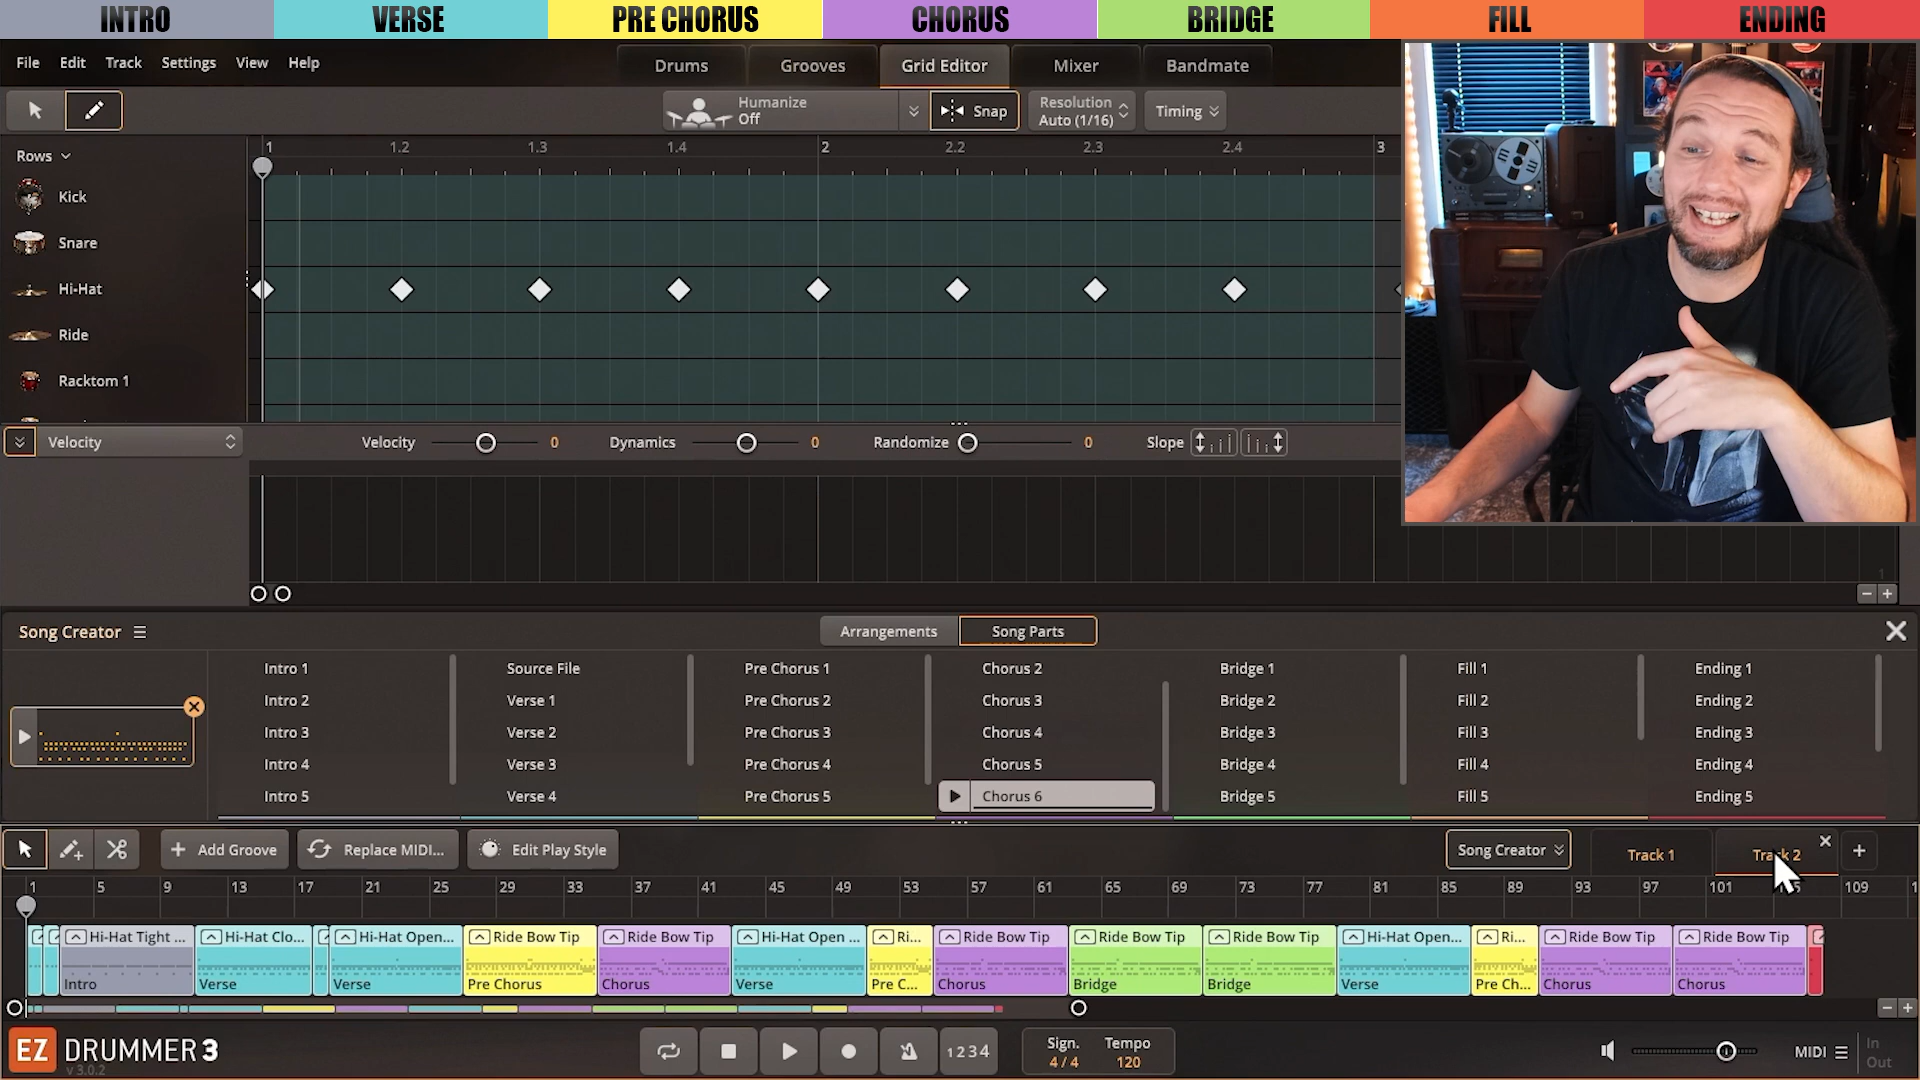 INTRO VERSE PRE CHORUS CHORUS BRIDGE FILL ENDING
File Edit Track Settings View Help
Drums Grooves Grid Editor Mixer Bandmate
Humanize
Off
Snap
Resolution
Auto (1/16)
Timing
Rows
1 1.2 1.3 1.4 2 2.2 2.3 2.4 3
Kick
Snare
Hi-Hat
Ride
Racktom 1
Velocity
Velocity 0 Dynamics 0 Randomize 0 Slope
1
Song Creator
Arrangements Song Parts
Intro 1 Source File Pre Chorus 1 Chorus 2 Bridge 1 Fill 1 Ending 1
Intro 2 Verse 1 Pre Chorus 2 Chorus 3 Bridge 2 Fill 2 Ending 2
Intro 3 Verse 2 Pre Chorus 3 Chorus 4 Bridge 3 Fill 3 Ending 3
Intro 4 Verse 3 Pre Chorus 4 Chorus 5 Bridge 4 Fill 4 Ending 4
Intro 5 Verse 4 Pre Chorus 5 Chorus 6 Bridge 5 Fill 5 Ending 5
Add Groove Replace MIDI... Edit Play Style Song Creator Track 1 Track 2
1 5 9 13 17 21 25 29 33 37 41 45 49 53 57 61 65 69 73 77 81 85 89 93 97 101 109 1
Hi-Hat Tight ... Hi-Hat Clo... Hi-Hat Open... Ride Bow Tip Ride Bow Tip Hi-Hat Open ... Ri... Ride Bow Tip Ride Bow Tip Ride Bow Tip Hi-Hat Open... Ri... Ride Bow Tip Ride Bow Tip
Intro Verse Verse Pre Chorus Chorus Verse Pre C... Chorus Bridge Bridge Verse Pre Ch... Chorus Chorus
EZ DRUMMER 3
v 3.0.2
1 2 3 4
Sign. Tempo
4 / 4 120
MIDI
In
Out